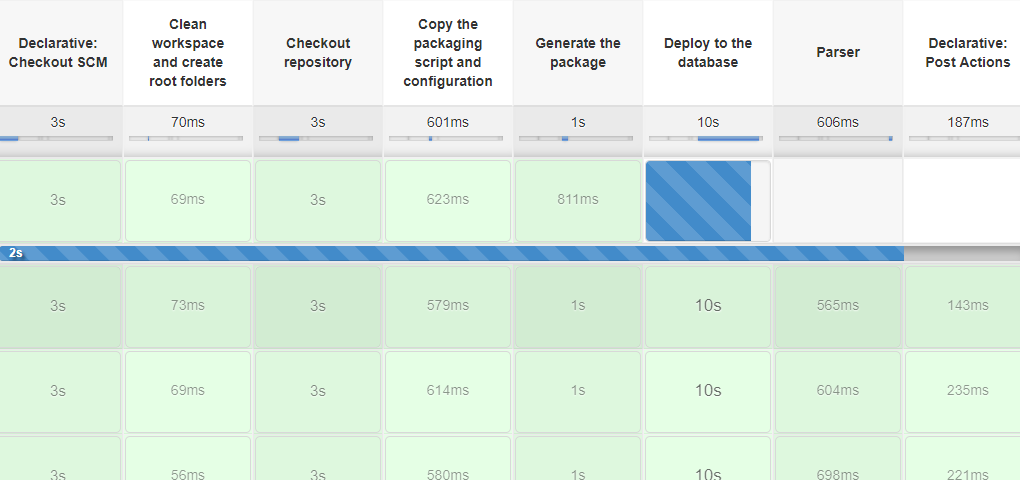 Declarative: Checkout SCM
Clean workspace and create root folders
Checkout repository
Copy the packaging script and configuration
Generate the package
Deploy to the database
Parser
Declarative: Post Actions
3s 70ms 3s 601ms 1s 10s 606ms 187ms
3s 69ms 3s 623ms 811ms
2s
3s 73ms 3s 579ms 1s 10s 565ms 143ms
3s 69ms 3s 614ms 1s 10s 604ms 235ms
3s 56ms 3s 580ms 1s 10s 698ms 221ms